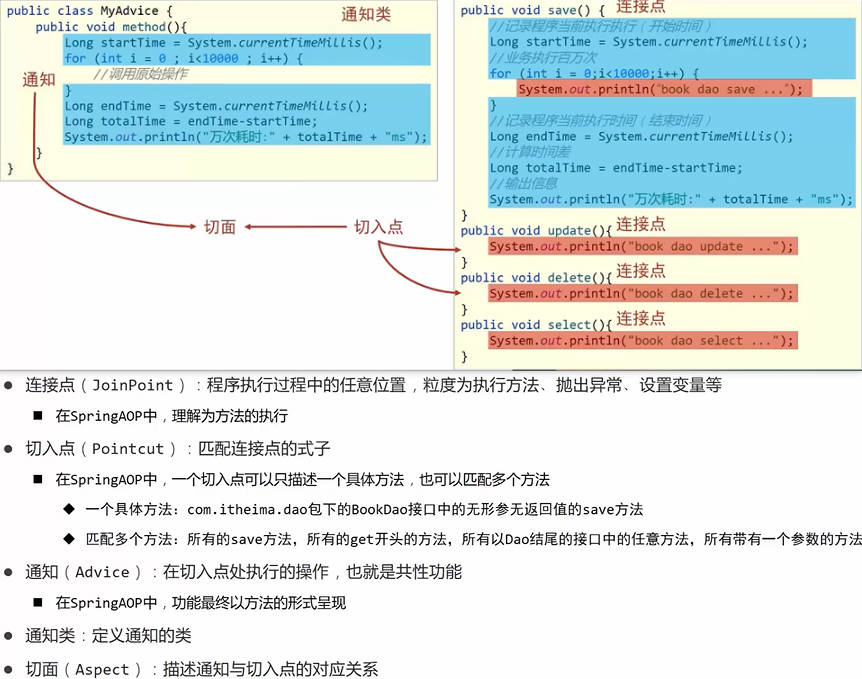 public class MyAdvice {
通知类
public void method(){
Long startTime = System.currentTimeMillis();
for (int i = 0 ; i<10000 ; i++) {
//调用原始操作
通知
}
Long endTime = System.currentTimeMillis();
Long totalTime = endTime-startTime;
System.out.println("万次耗时:" + totalTime + "ms");
}
}
切面
切入点
public void save() {
连接点
//记录程序当前执行执行（开始时间）
Long startTime = System.currentTimeMillis();
//业务执行百万次
for (int i = 0;i<10000;i++) {
System.out.println("book dao save ...");
}
//记录程序当前执行时间（结束时间）
Long endTime = System.currentTimeMillis();
//计算时间差
Long totalTime = endTime-startTime;
//输出信息
System.out.println("万次耗时:" + totalTime + "ms");
}
public void update(){
连接点
System.out.println("book dao update ...");
}
public void delete(){
连接点
System.out.println("book dao delete ...");
}
public void select(){
连接点
System.out.println("book dao select ...");
}
● 连接点（JoinPoint）：程序执行过程中的任意位置，粒度为执行方法、抛出异常、设置变量等
■ 在SpringAOP中，理解为方法的执行
● 切入点（Pointcut）：匹配连接点的式子
■ 在SpringAOP中，一个切入点可以只描述一个具体方法，也可以匹配多个方法
◆ 一个具体方法：com.itheima.dao包下的BookDao接口中的无形参无返回值的save方法
◆ 匹配多个方法：所有的save方法，所有的get开头的方法，所有以Dao结尾的接口中的任意方法，所有带有一个参数的方法
● 通知（Advice）：在切入点处执行的操作，也就是共性功能
■ 在SpringAOP中，功能最终以方法的形式呈现
● 通知类：定义通知的类
● 切面（Aspect）：描述通知与切入点的对应关系